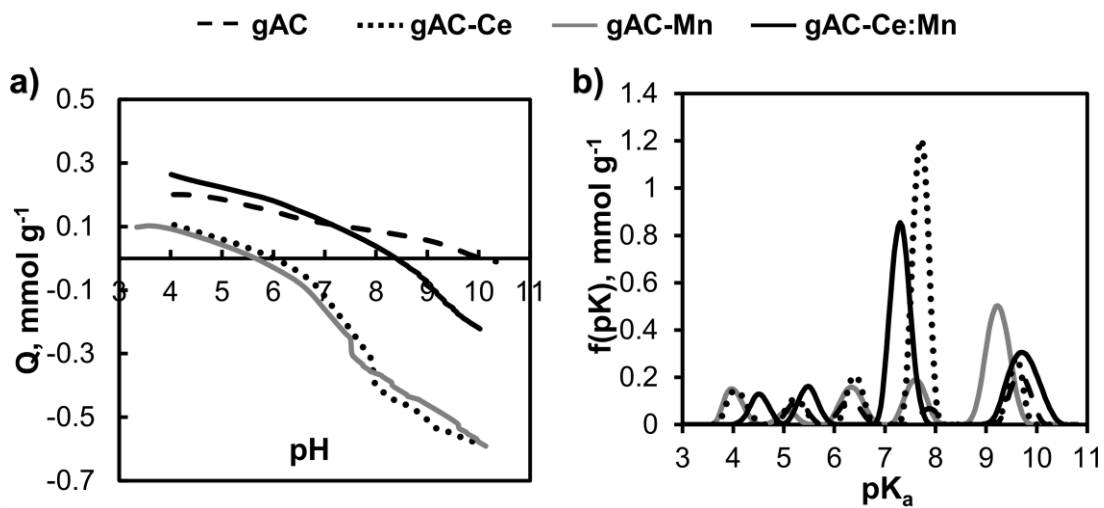 gAC gAC-Ce gAC-Mn gAC-Ce:Mn
a)
0.5
0.3
0.1
-0.1
-0.3
-0.5
-0.7
3 4 5 6 7 8 9 10 11
Q, mmol g⁻¹
pH
b)
1.4
1.2
1
0.8
0.6
0.4
0.2
0
3 4 5 6 7 8 9 10 11
f(pK), mmol g⁻¹
pKₐ